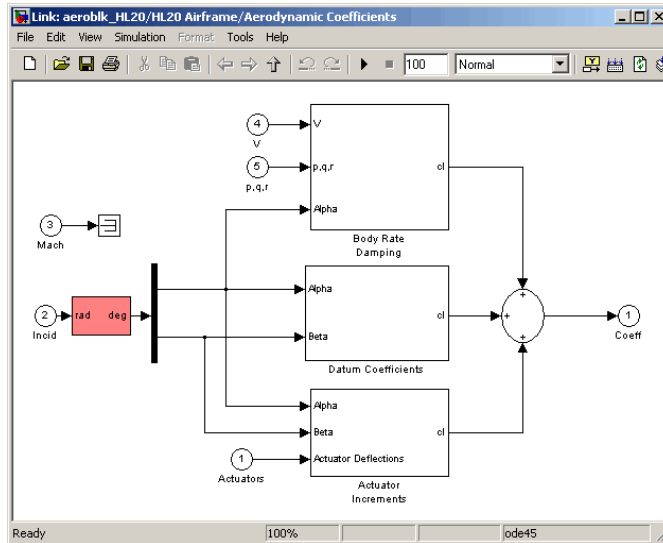 Link: aeroblk_HL20/HL20 Airframe/Aerodynamic Coefficients
File Edit View Simulation Format Tools Help
100 Normal
4
V
V
5
p,q,r
p,q,r
cl
Alpha
Body Rate
Damping
3
Mach
2
Incid
rad deg
Alpha
cl
Beta
Datum Coefficients
+
+
+
1
Coeff
Alpha
Beta
cl
1
Actuators
Actuator Deflections
Actuator
Increments
Ready 100% ode45